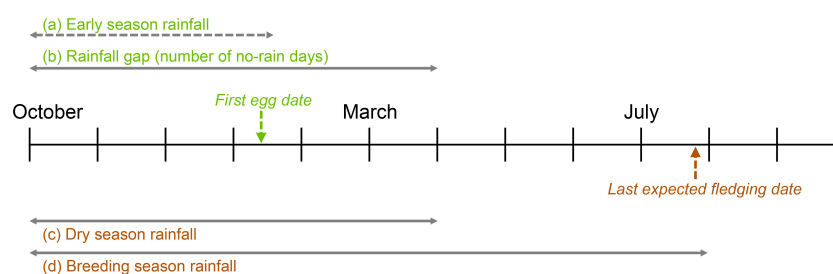 (a) Early season rainfall
(b) Rainfall gap (number of no-rain days)
First egg date
October
March
July
Last expected fledging date
(c) Dry season rainfall
(d) Breeding season rainfall